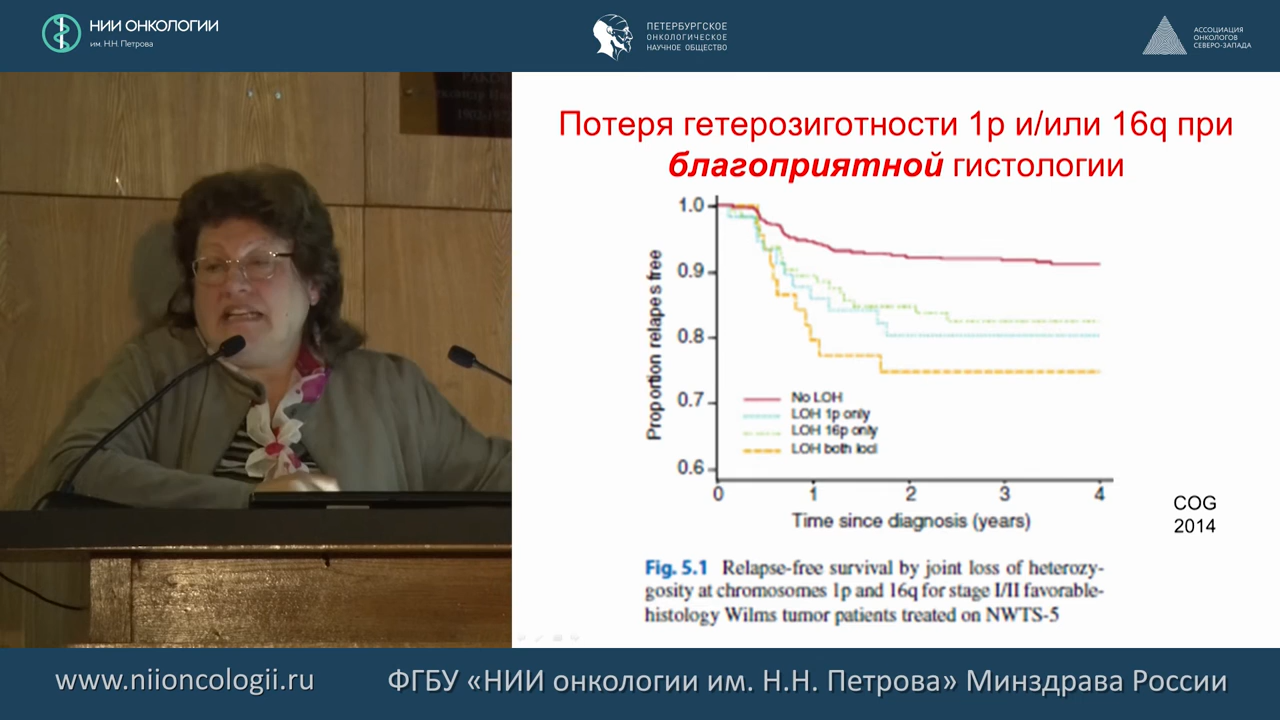 НИИ ОНКОЛОГИИ
им. Н.Н. Петрова
ПЕТЕРБУРГСКОЕ
ОНКОЛОГИЧЕСКОЕ
НАУЧНОЕ ОБЩЕСТВО
АССОЦИАЦИЯ
ОНКОЛОГОВ
СЕВЕРО-ЗАПАДА
Потеря гетерозиготности 1p и/или 16q при
благоприятной гистологии
1.0
0.9
0.8
0.7
0.6
Proportion relapes free
No LOH
LOH 1p only
LOH 16p only
LOH both loci
0 1 2 3 4
Time since diagnosis (years)
COG
2014
Fig. 5.1 Relapse-free survival by joint loss of heterozy-
gosity at chromosomes 1p and 16q for stage I/II favorable-
histology Wilms tumor patients treated on NWTS-5
www.niioncologii.ru
ФГБУ «НИИ онкологии им. Н.Н. Петрова» Минздрава России